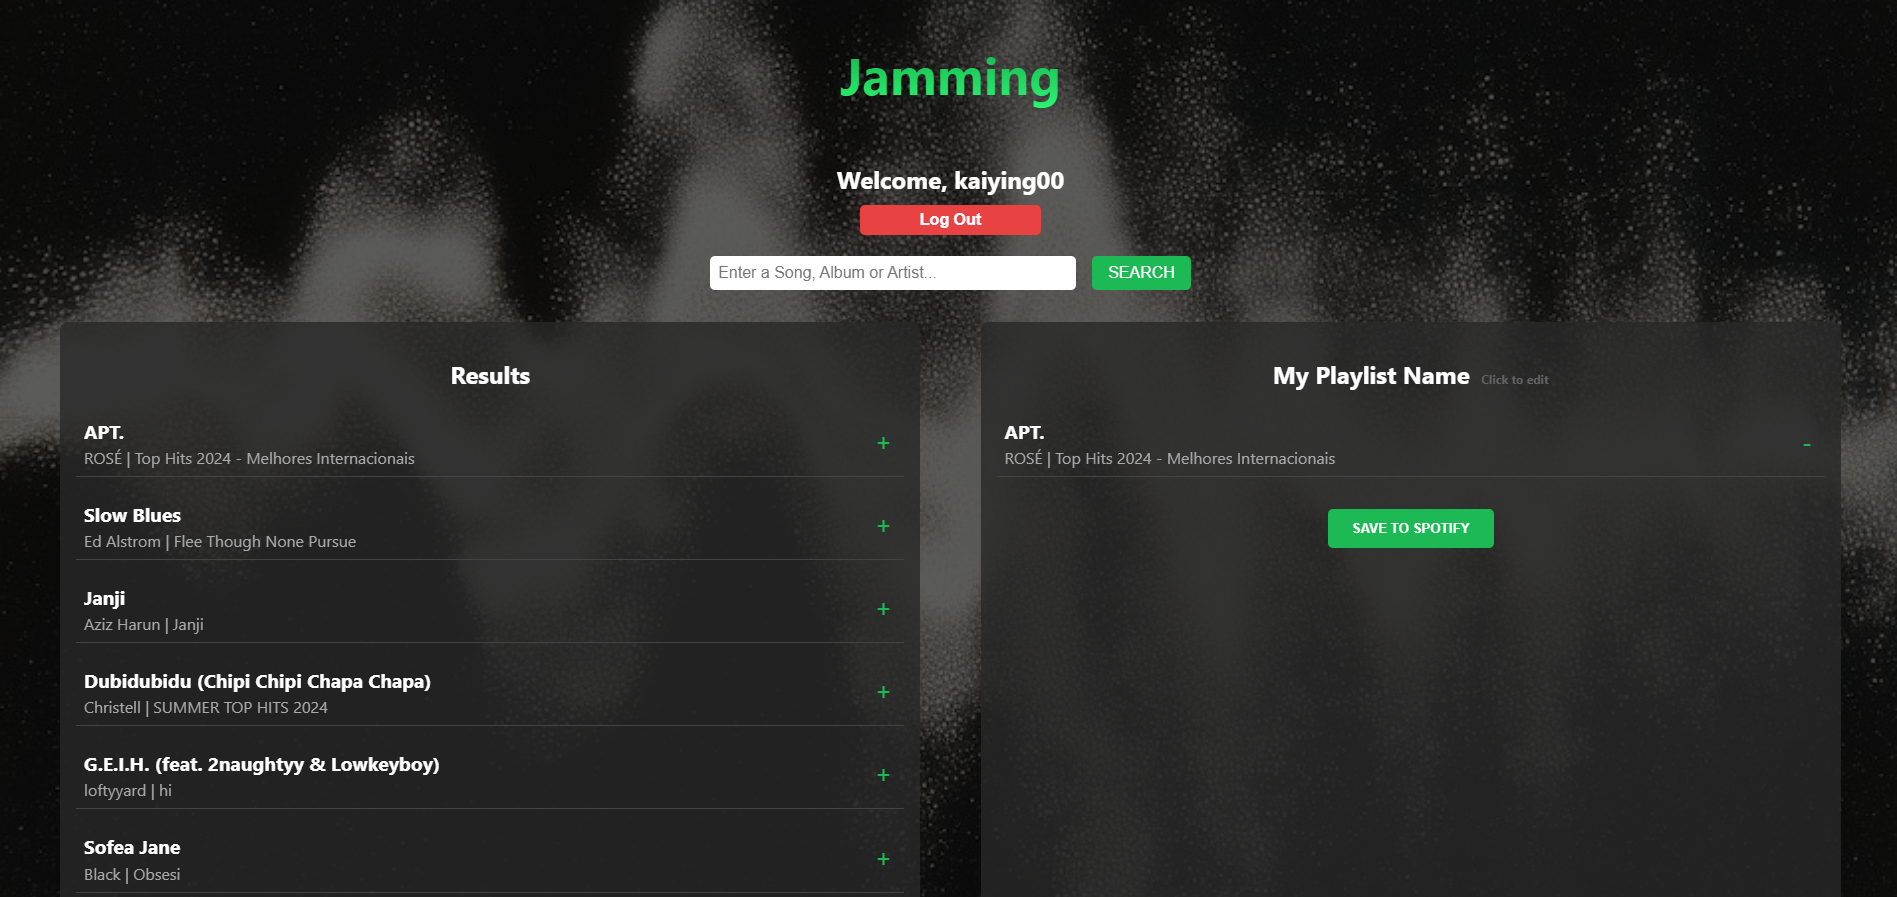 Jamming
Welcome, kaiying00
Log Out
Enter a Song, Album or Artist...
SEARCH
Results
APT.
ROSÉ | Top Hits 2024 - Melhores Internacionais
+
Slow Blues
Ed Alstrom | Flee Though None Pursue
+
Janji
Aziz Harun | Janji
+
Dubidubidu (Chipi Chipi Chapa Chapa)
Christell | SUMMER TOP HITS 2024
+
G.E.I.H. (feat. 2naughtyy & Lowkeyboy)
loftyyard | hi
+
Sofea Jane
Black | Obsesi
+
My Playlist Name Click to edit
APT.
ROSÉ | Top Hits 2024 - Melhores Internacionais
-
SAVE TO SPOTIFY